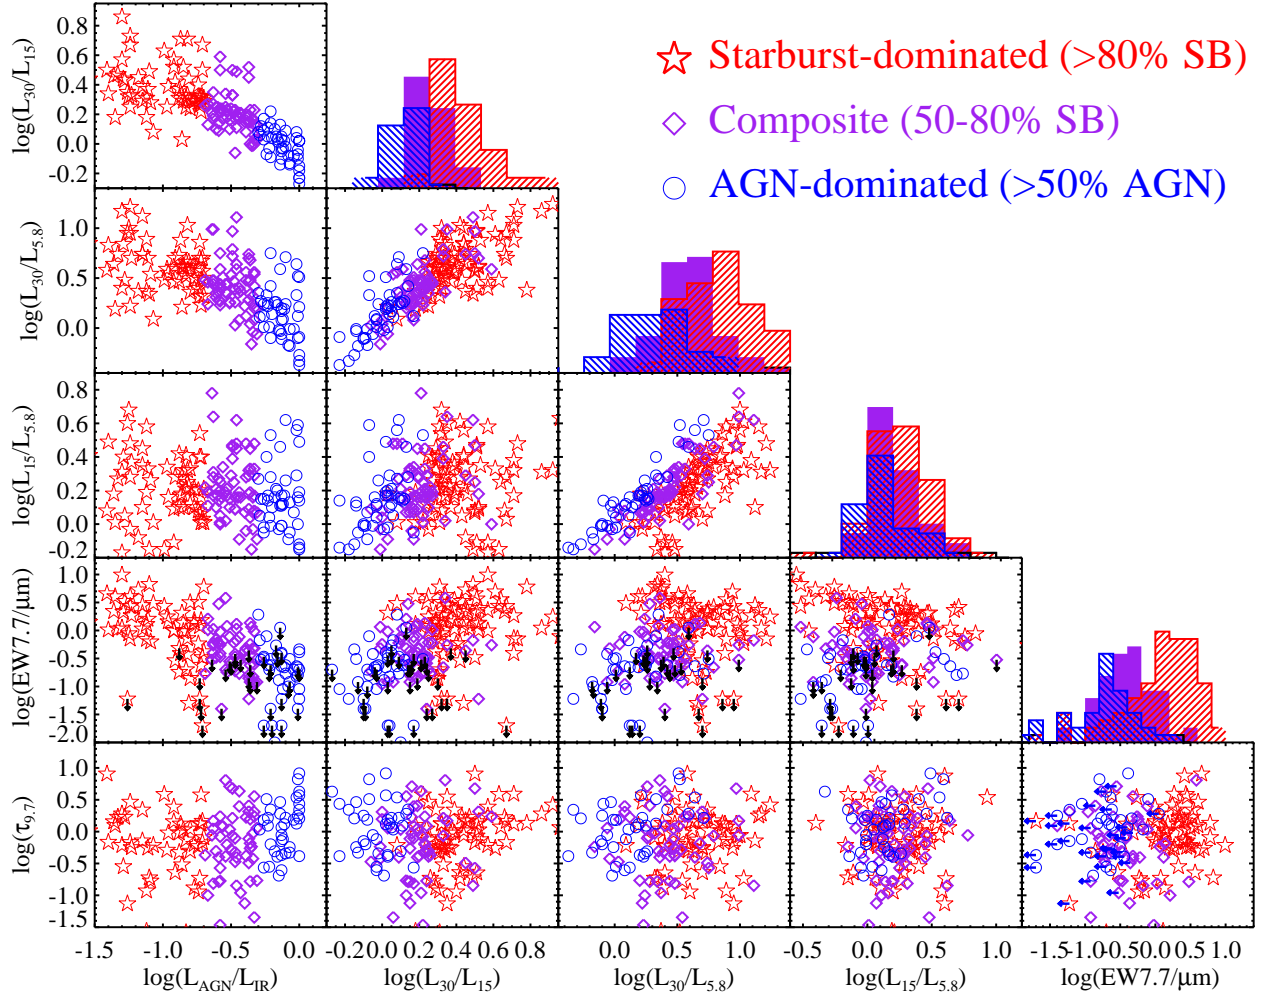 Starburst-dominated (>80% SB)
Composite (50-80% SB)
AGN-dominated (>50% AGN)
log(L30/L15)
0.8
0.6
0.4
0.2
0.0
-0.2
log(L30/L5.8)
1.0
0.5
0.0
log(L15/L5.8)
0.8
0.6
0.4
0.2
0.0
-0.2
log(EW7.7/μm)
1.0
0.5
0.0
-0.5
-1.0
-1.5
-2.0
log(τ9.7)
1.0
0.5
0.0
-0.5
-1.0
-1.5
-1.5 -1.0 -0.5 0.0
-0.20.0 0.2 0.4 0.6 0.8
0.0 0.5 1.0
0.0 0.5 1.0
-1.5-1.0-0.5 0.0 0.5 1.0
log(LAGN/LIR)
log(L30/L15)
log(L30/L5.8)
log(L15/L5.8)
log(EW7.7/μm)